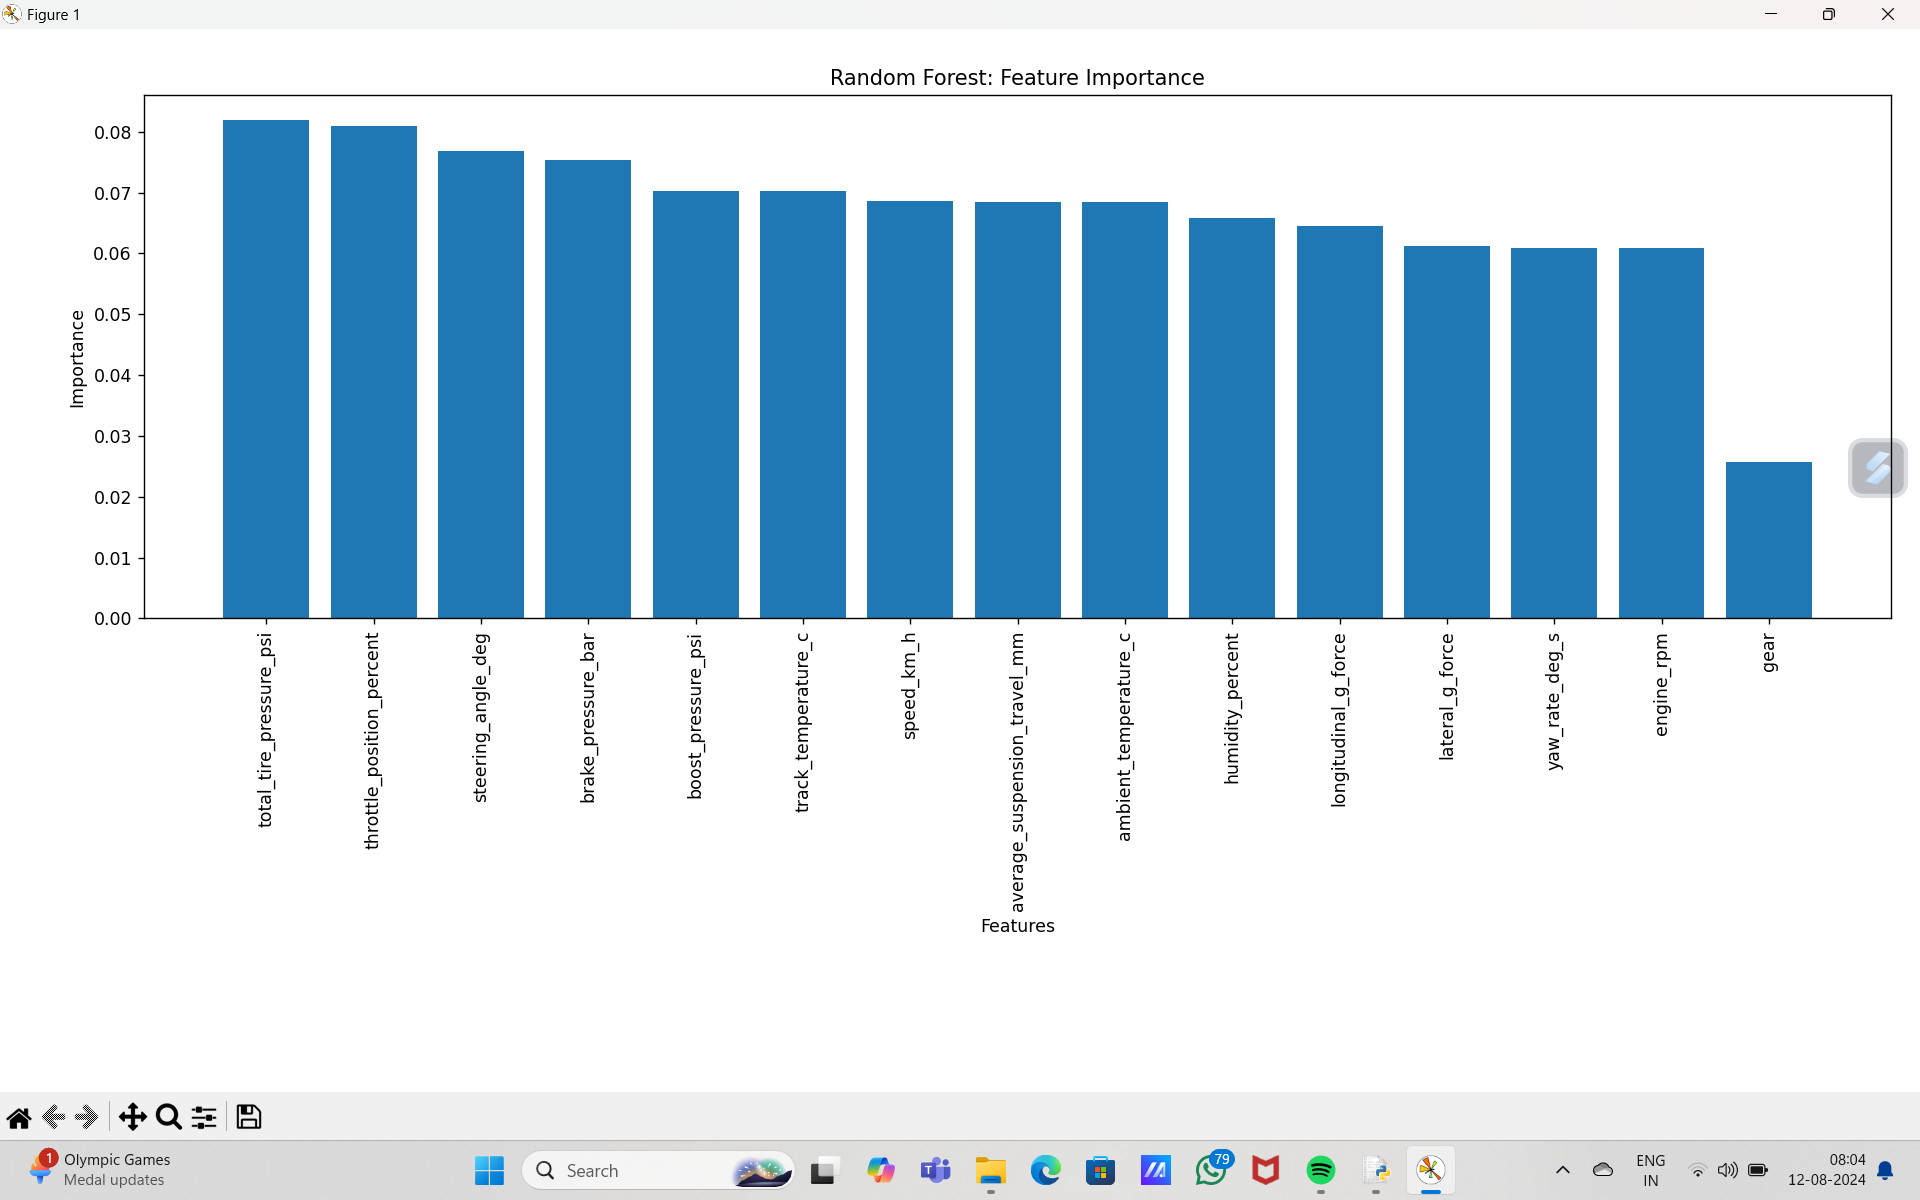 Figure 1
Random Forest: Feature Importance
Importance
0.08
0.07
0.06
0.05
0.04
0.03
0.02
0.01
0.00
total_tire_pressure_psi
throttle_position_percent
steering_angle_deg
brake_pressure_bar
boost_pressure_psi
track_temperature_c
speed_km_h
average_suspension_travel_mm
ambient_temperature_c
humidity_percent
longitudinal_g_force
lateral_g_force
yaw_rate_deg_s
engine_rpm
gear
Features
1
Olympic Games
Medal updates
Search
79
ENG
IN
08:04
12-08-2024